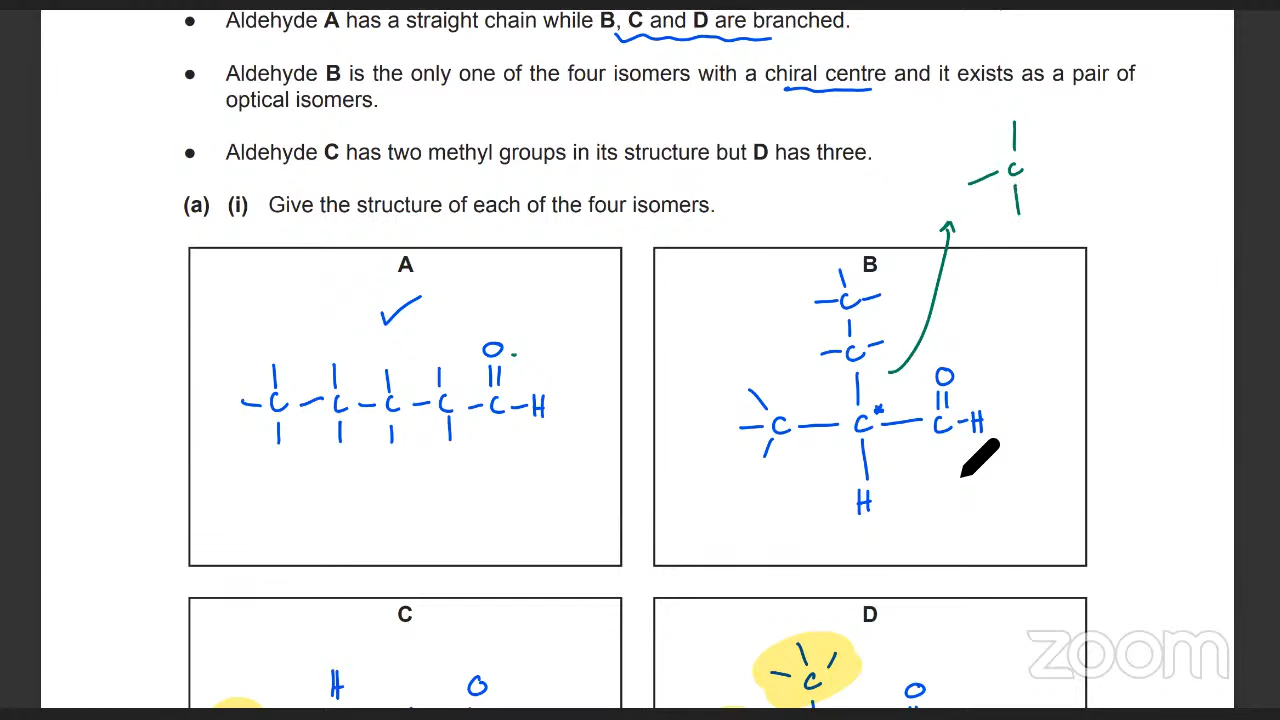 ● Aldehyde A has a straight chain while B, C and D are branched.
● Aldehyde B is the only one of the four isomers with a chiral centre and it exists as a pair of
optical isomers.
● Aldehyde C has two methyl groups in its structure but D has three.
C
(a) (i) Give the structure of each of the four isomers.
A
O
C C C C C H
B
C
C
O
C C* C H
H
C
H O
D
C
O
zoom